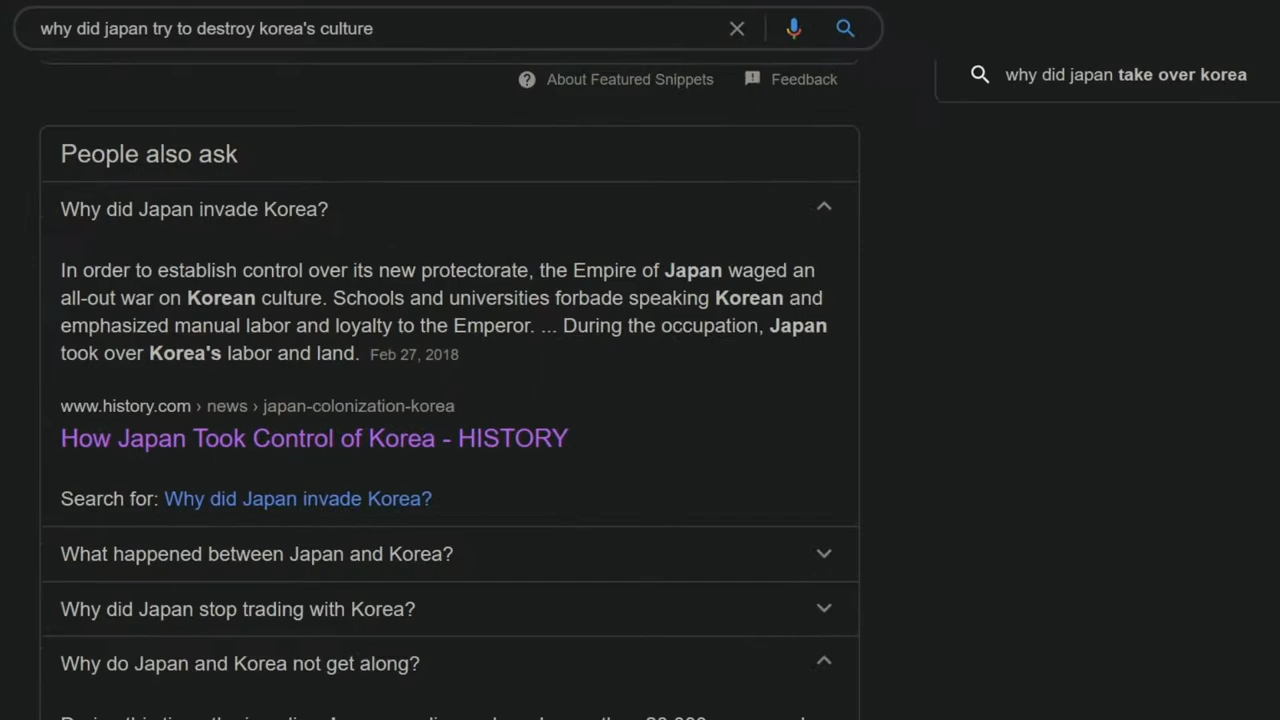 why did japan try to destroy korea's culture
About Featured Snippets Feedback
why did japan take over korea
People also ask
Why did Japan invade Korea?
In order to establish control over its new protectorate, the Empire of Japan waged an
all-out war on Korean culture. Schools and universities forbade speaking Korean and
emphasized manual labor and loyalty to the Emperor. ... During the occupation, Japan
took over Korea's labor and land. Feb 27, 2018
www.history.com › news › japan-colonization-korea
How Japan Took Control of Korea - HISTORY
Search for: Why did Japan invade Korea?
What happened between Japan and Korea?
Why did Japan stop trading with Korea?
Why do Japan and Korea not get along?